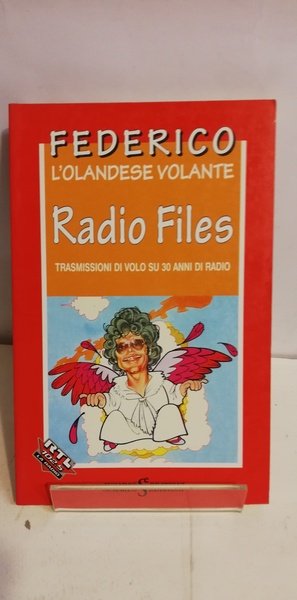 FEDERICO
L'OLANDESE VOLANTE
Radio Files
TRASMISSIONI DI VOLO SU 30 ANNI DI RADIO
RTL
102.5